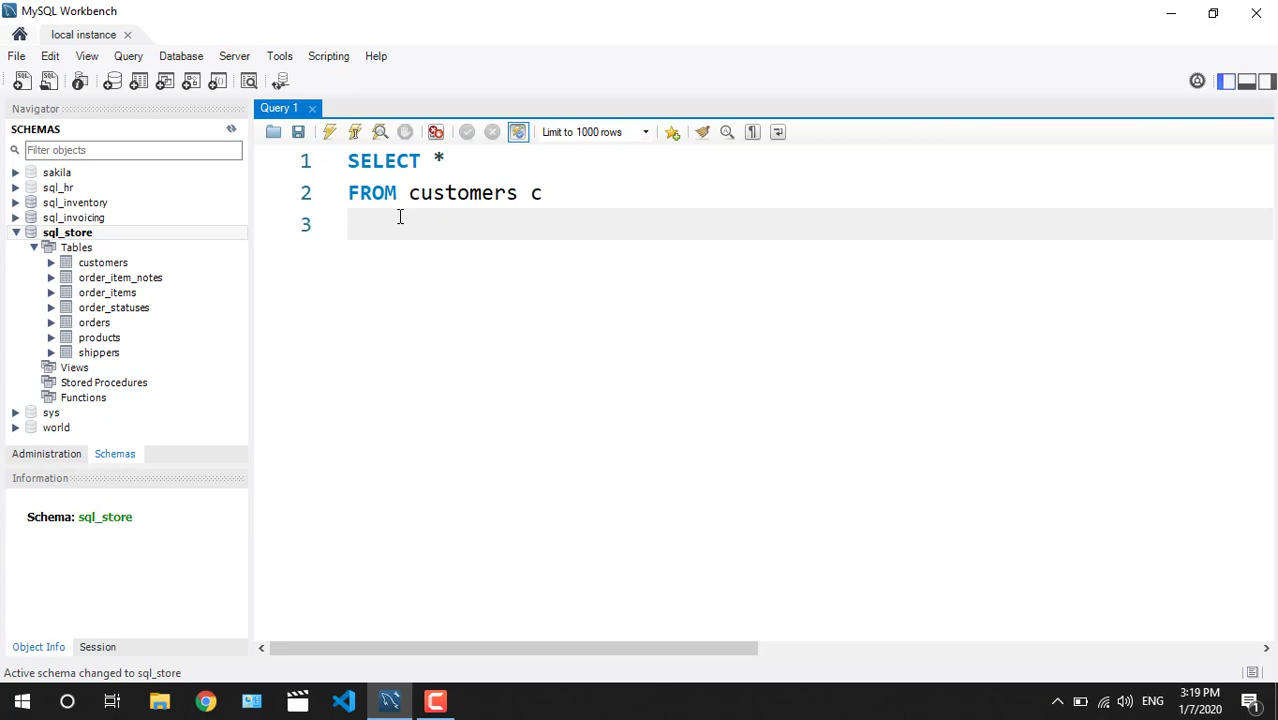 MySQL Workbench
local instance
File Edit View Query Database Server Tools Scripting Help
Navigator
SCHEMAS
Filter objects
sakila
sql_hr
sql_inventory
sql_invoicing
sql_store
Tables
customers
order_item_notes
order_items
order_statuses
orders
products
shippers
Views
Stored Procedures
Functions
sys
world
Administration Schemas
Information
Schema: sql_store
Object Info Session
Query 1
Limit to 1000 rows
1 SELECT *
2 FROM customers c
3
Active schema changed to sql_store
ENG
3:19 PM
1/7/2020
1